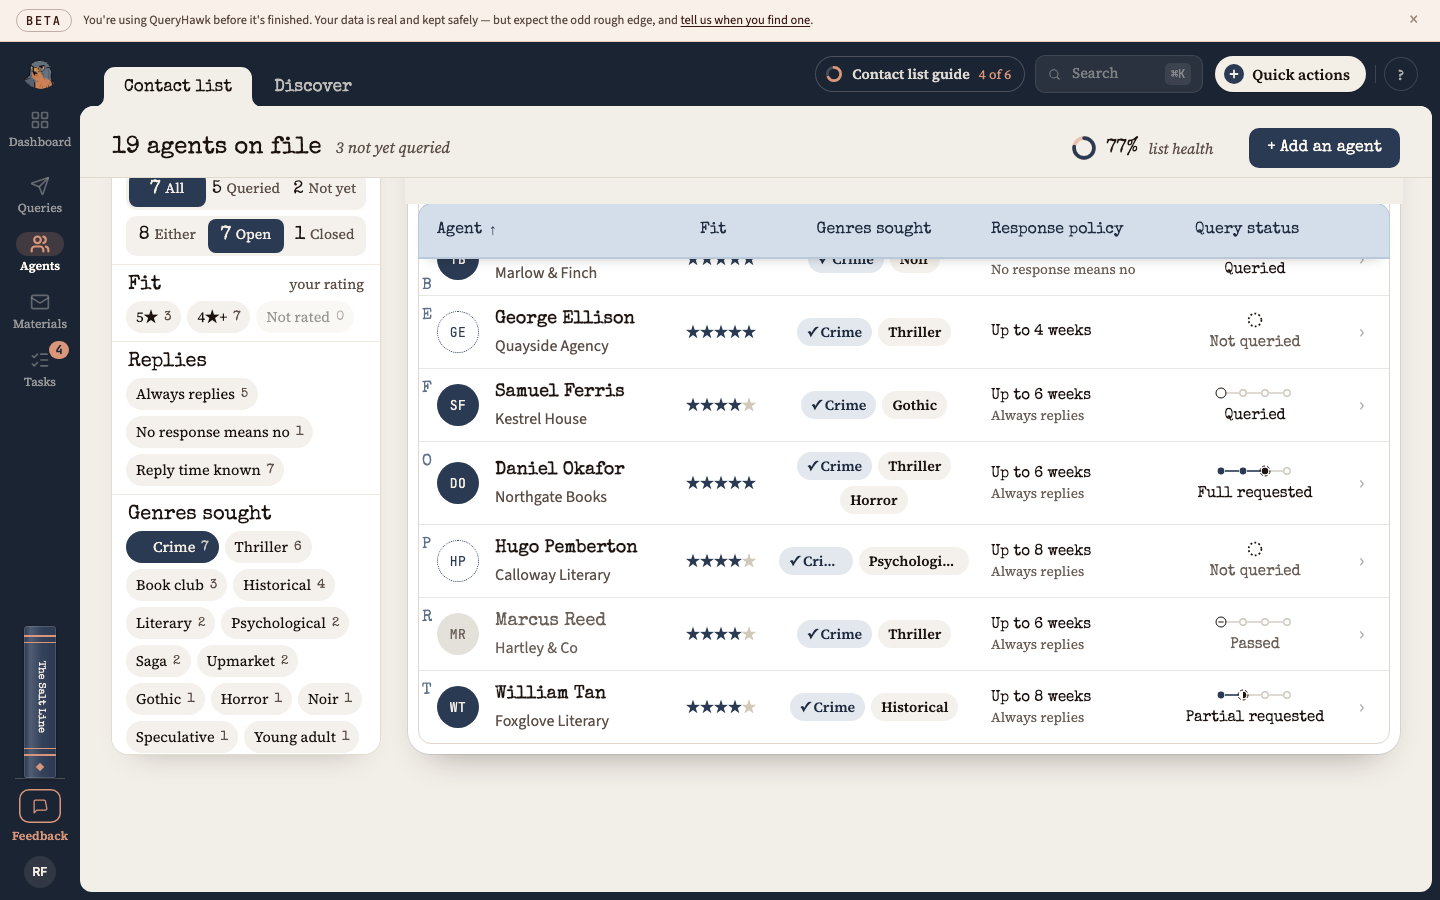 BETA You're using QueryHawk before it's finished. Your data is real and kept safely — but expect the odd rough edge, and tell us when you find one. ×
Contact list Discover Contact list guide 4 of 6 Search ⌘K + Quick actions ?
Dashboard
Queries
Agents
Materials
4
Tasks
The Salt Line
Feedback
RF
19 agents on file 3 not yet queried 77% list health + Add an agent
7 All 5 Queried 2 Not yet
8 Either 7 Open 1 Closed
Fit your rating
5★ 3 4★+ 7 Not rated 0
Replies
Always replies 5
No response means no 1
Reply time known 7
Genres sought
Crime 7 Thriller 6
Book club 3 Historical 4
Literary 2 Psychological 2
Saga 2 Upmarket 2
Gothic 1 Horror 1 Noir 1
Speculative 1 Young adult 1
Agent ↑ Fit Genres sought Response policy Query status
B TB Marlow & Finch ★★★★★ ✓ Crime Noir No response means no Queried
E GE George Ellison ★★★★★ ✓ Crime Thriller Up to 4 weeks Not queried ›
Quayside Agency
F SF Samuel Ferris ★★★★★ ✓ Crime Gothic Up to 6 weeks Queried ›
Kestrel House Always replies
O DO Daniel Okafor ★★★★★ ✓ Crime Thriller Up to 6 weeks Full requested ›
Northgate Books Horror Always replies
P HP Hugo Pemberton ★★★★★ ✓ Cri... Psychologi... Up to 8 weeks Not queried ›
Calloway Literary Always replies
R MR Marcus Reed ★★★★★ ✓ Crime Thriller Up to 6 weeks Passed ›
Hartley & Co Always replies
T WT William Tan ★★★★★ ✓ Crime Historical Up to 8 weeks Partial requested ›
Foxglove Literary Always replies